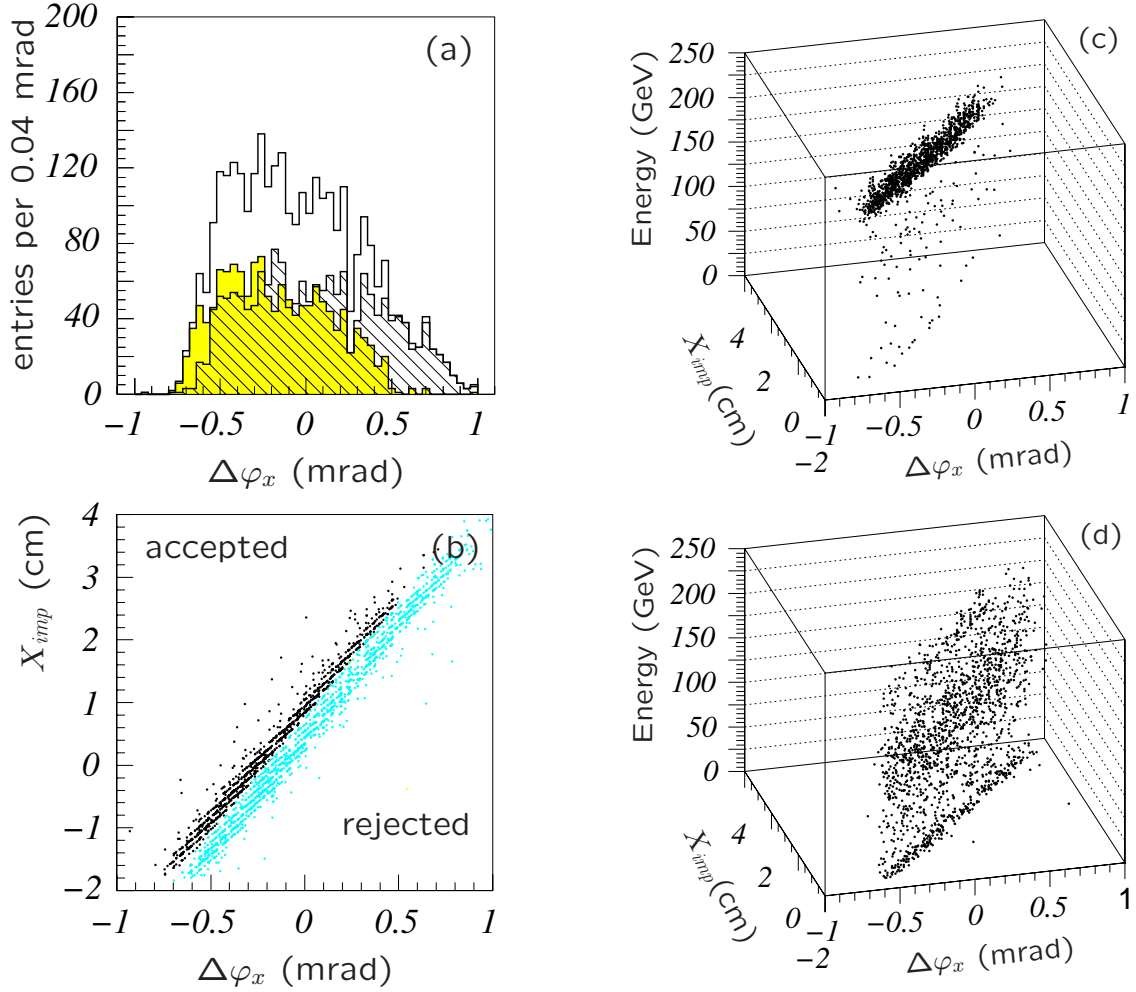 200
160
120
80
40
0
entries per 0.04 mrad
(a)
−1 −0.5 0 0.5 1
Δφx (mrad)
250
200
150
100
50
0
Energy (GeV)
(c)
4
2
0
−2
Ximp (cm)
−1 −0.5 0 0.5 1
Δφx (mrad)
4
3
2
1
0
−1
−2
Ximp (cm)
accepted
(b)
rejected
−1 −0.5 0 0.5 1
Δφx (mrad)
250
200
150
100
50
0
Energy (GeV)
(d)
4
2
0
−2
Ximp (cm)
−1 −0.5 0 0.5 1
Δφx (mrad)